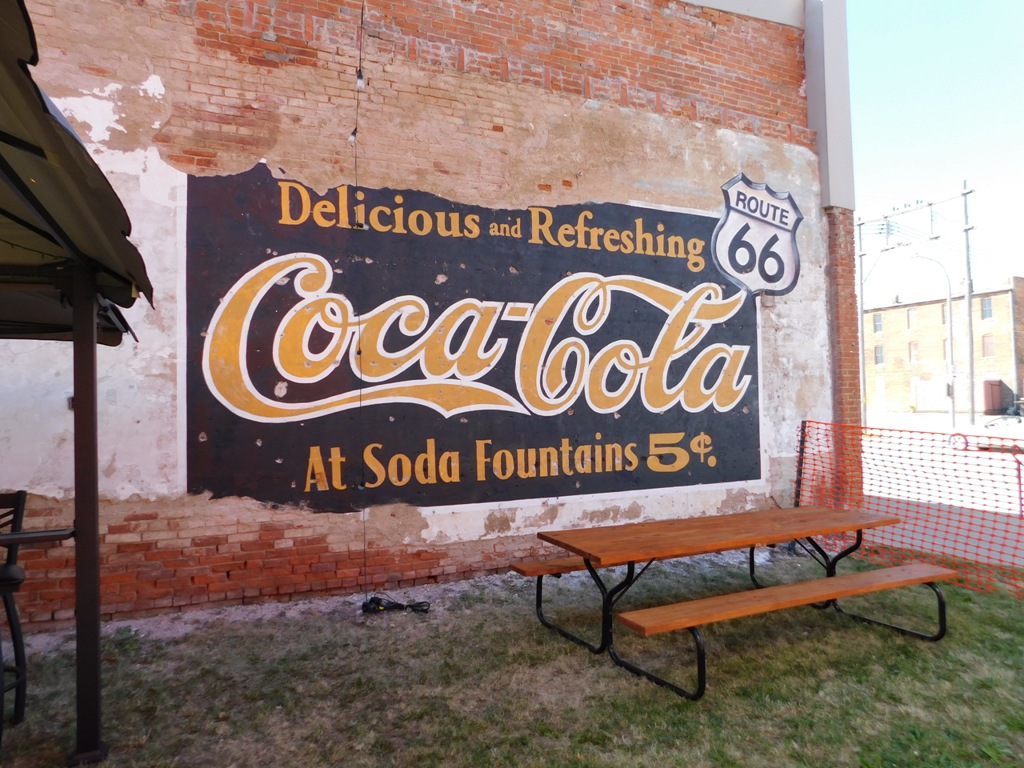 Delicious and Refreshing
ROUTE
66
Coca-Cola
At Soda Fountains 5¢.